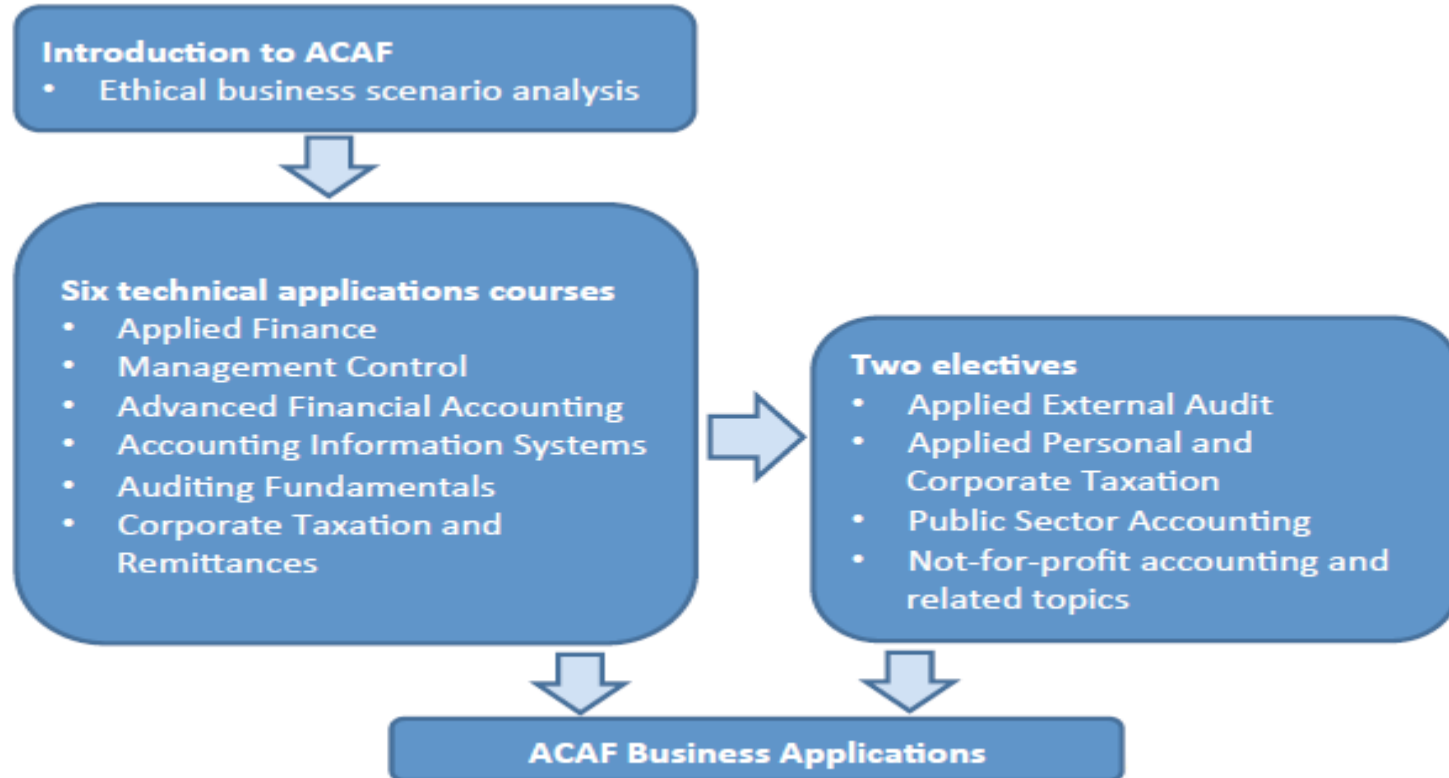 Introduction to ACAF
• Ethical business scenario analysis
Six technical applications courses
• Applied Finance
• Management Control
• Advanced Financial Accounting
• Accounting Information Systems
• Auditing Fundamentals
• Corporate Taxation and
Remittances
Two electives
• Applied External Audit
• Applied Personal and
Corporate Taxation
• Public Sector Accounting
• Not-for-profit accounting and
related topics
ACAF Business Applications